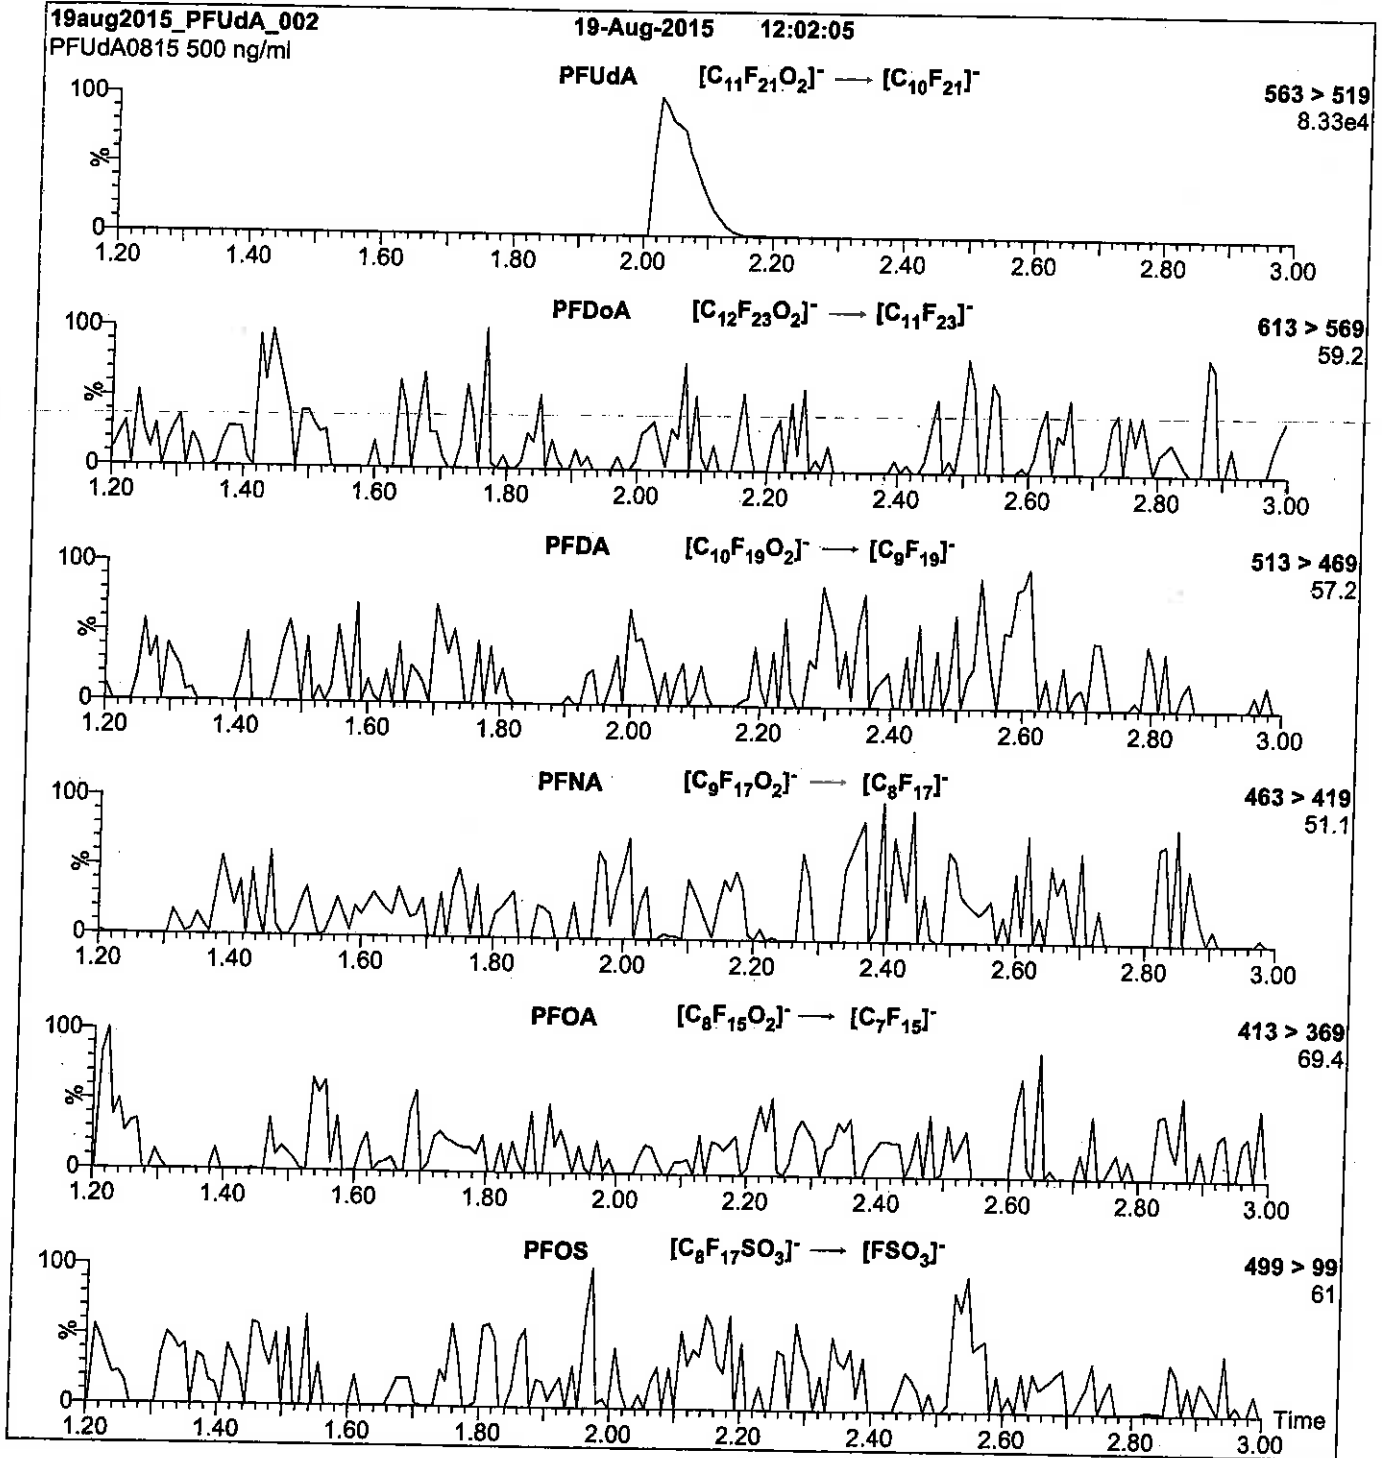 19aug2015_PFUdA_002 19-Aug-2015 12:02:05
PFUdA0815 500 ng/ml
PFUdA [C₁₁F₂₁O₂]⁻ → [C₁₀F₂₁]⁻ 563 > 519
8.33e4
100
%
0
1.20 1.40 1.60 1.80 2.00 2.20 2.40 2.60 2.80 3.00
PFDoA [C₁₂F₂₃O₂]⁻ → [C₁₁F₂₃]⁻ 613 > 569
59.2
100
%
0
1.20 1.40 1.60 1.80 2.00 2.20 2.40 2.60 2.80 3.00
PFDA [C₁₀F₁₉O₂]⁻ → [C₉F₁₉]⁻ 513 > 469
57.2
100
%
0
1.20 1.40 1.60 1.80 2.00 2.20 2.40 2.60 2.80 3.00
PFNA [C₉F₁₇O₂]⁻ → [C₈F₁₇]⁻ 463 > 419
51.1
100
%
0
1.20 1.40 1.60 1.80 2.00 2.20 2.40 2.60 2.80 3.00
PFOA [C₈F₁₅O₂]⁻ → [C₇F₁₅]⁻ 413 > 369
69.4
100
%
0
1.20 1.40 1.60 1.80 2.00 2.20 2.40 2.60 2.80 3.00
PFOS [C₈F₁₇SO₃]⁻ → [FSO₃]⁻ 499 > 99
61
100
%
0
1.20 1.40 1.60 1.80 2.00 2.20 2.40 2.60 2.80 3.00 Time